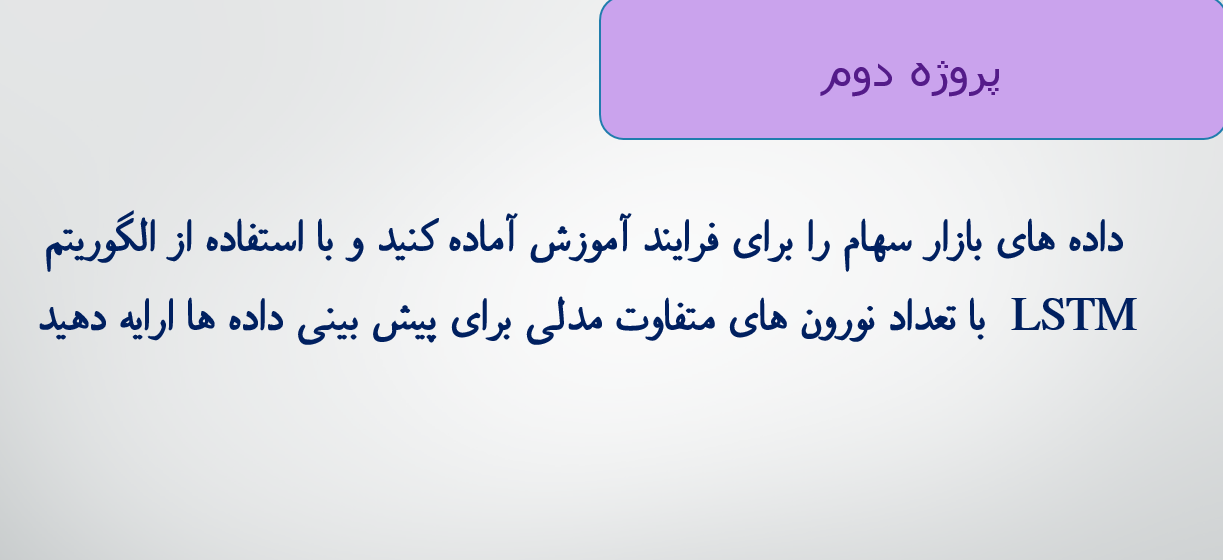 پروژه دوم
داده های بازار سهام را برای فرایند آموزش آماده کنید و با استفاده از الگوریتم
LSTM با تعداد نورون های متفاوت مدلی برای پیش بینی داده ها ارایه دهید